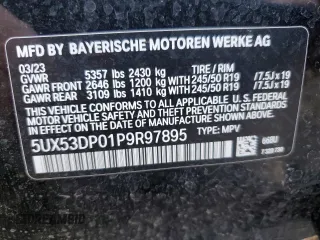 MFD BY BAYERISCHE MOTOREN WERKE AG
03/23
GVWR 5357 lbs 2430 kg TIRE / RIM
GAWR FRONT 2646 lbs 1200 kg WITH 245/50 R19 /7.5J x 19
GAWR REAR 3109 lbs 1410 kg WITH 245/50 R19 /7.5J x 19
THIS VEHICLE CONFORMS TO ALL APPLICABLE U.S. FEDERAL MOTOR VEHICLE
SAFETY, BUMPER, AND THEFT PREVENTION STANDARDS IN EFFECT ON THE DATE OF MANUFACTURE SHOWN ABOVE.
5UX53DP01P9R97895 TYPE: MPV